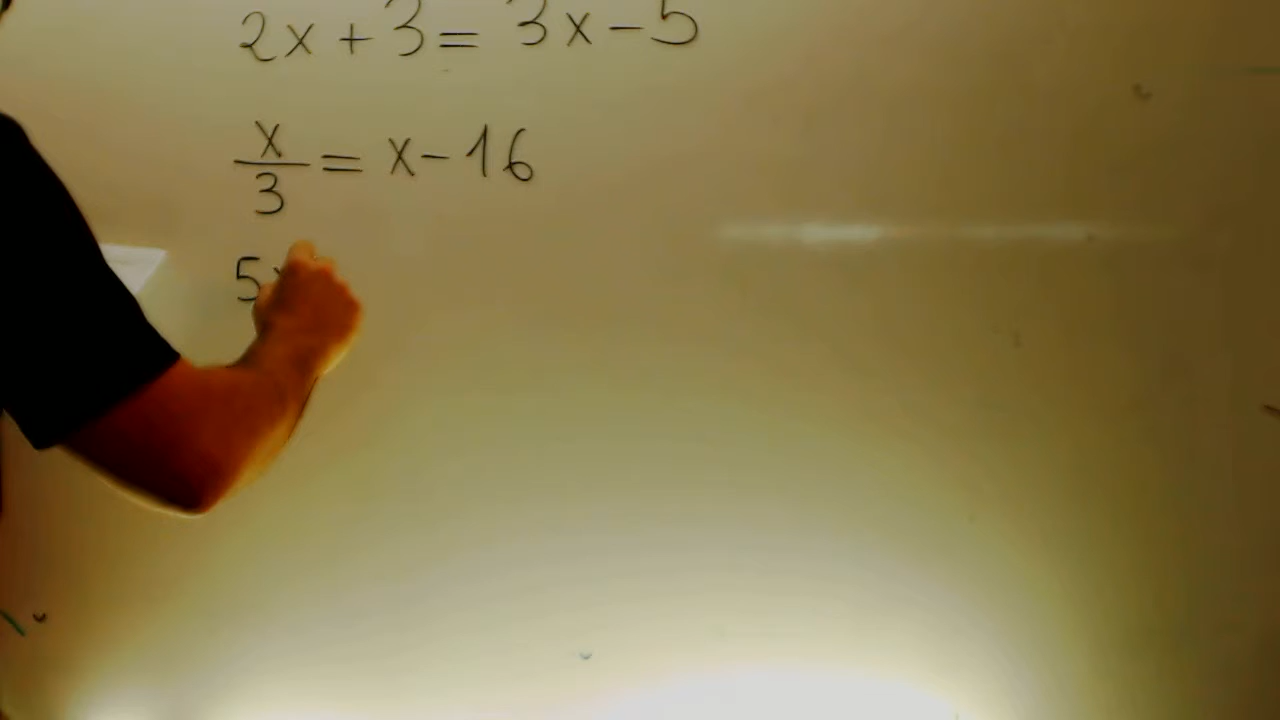 2x + 3 = 3x - 5
x/3 = x - 16
5